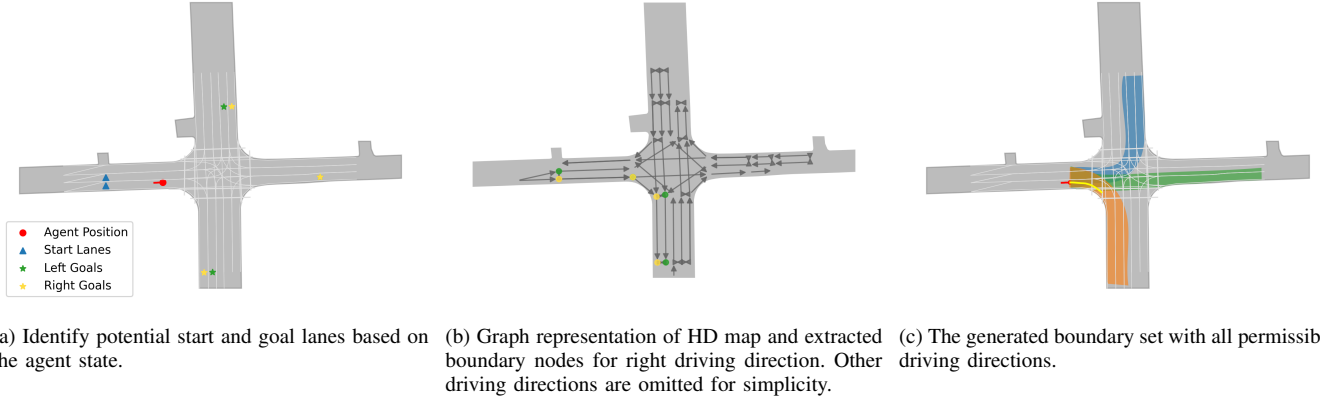 Agent Position
Start Lanes
Left Goals
Right Goals
a) Identify potential start and goal lanes based on
he agent state.
(b) Graph representation of HD map and extracted
boundary nodes for right driving direction. Other
driving directions are omitted for simplicity.
(c) The generated boundary set with all permissib
driving directions.